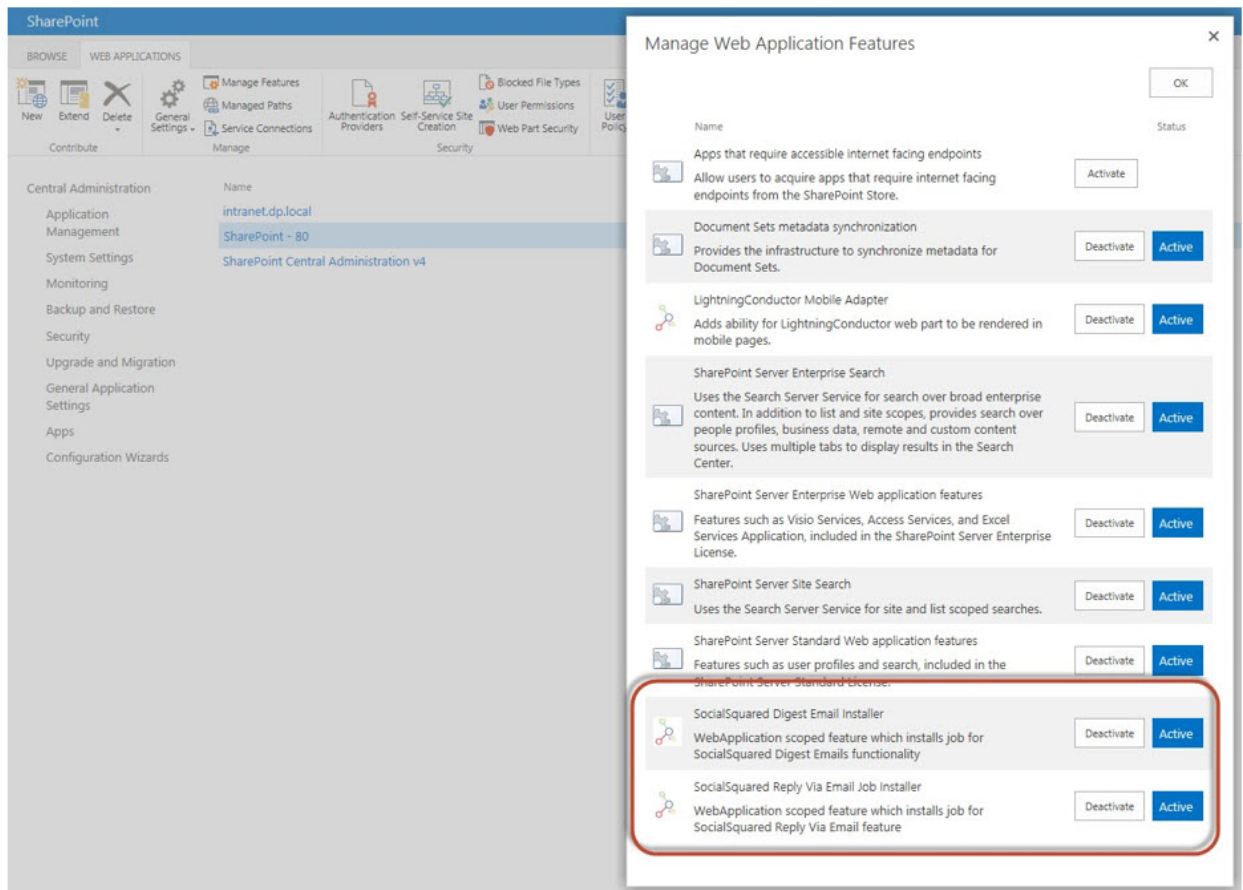 SharePoint
BROWSE WEB APPLICATIONS
New
Extend
Delete
General
Settings
Manage Features
Managed Paths
Service Connections
Authentication
Providers
Self-Service Site
Creation
Blocked File Types
User Permissions
Web Part Security
User
Policy
Contribute
Manage
Security
Central Administration
Application
Management
System Settings
Monitoring
Backup and Restore
Security
Upgrade and Migration
General Application
Settings
Apps
Configuration Wizards
Name
intranet.dp.local
SharePoint - 80
SharePoint Central Administration v4
Manage Web Application Features
OK
Name Status
Apps that require accessible internet facing endpoints
Allow users to acquire apps that require internet facing
endpoints from the SharePoint Store.
Activate
Document Sets metadata synchronization
Provides the infrastructure to synchronize metadata for
Document Sets.
Deactivate Active
LightningConductor Mobile Adapter
Adds ability for LightningConductor web part to be rendered in
mobile pages.
Deactivate Active
SharePoint Server Enterprise Search
Uses the Search Server Service for search over broad enterprise
content. In addition to list and site scopes, provides search over
people profiles, business data, remote and custom content
sources. Uses multiple tabs to display results in the Search
Center.
Deactivate Active
SharePoint Server Enterprise Web application features
Features such as Visio Services, Access Services, and Excel
Services Application, included in the SharePoint Server Enterprise
License.
Deactivate Active
SharePoint Server Site Search
Uses the Search Server Service for site and list scoped searches.
Deactivate Active
SharePoint Server Standard Web application features
Features such as user profiles and search, included in the
SharePoint Server Standard License.
Deactivate Active
SocialSquared Digest Email Installer
WebApplication scoped feature which installs job for
SocialSquared Digest Emails functionality
Deactivate Active
SocialSquared Reply Via Email Job Installer
WebApplication scoped feature which installs job for
SocialSquared Reply Via Email feature
Deactivate Active